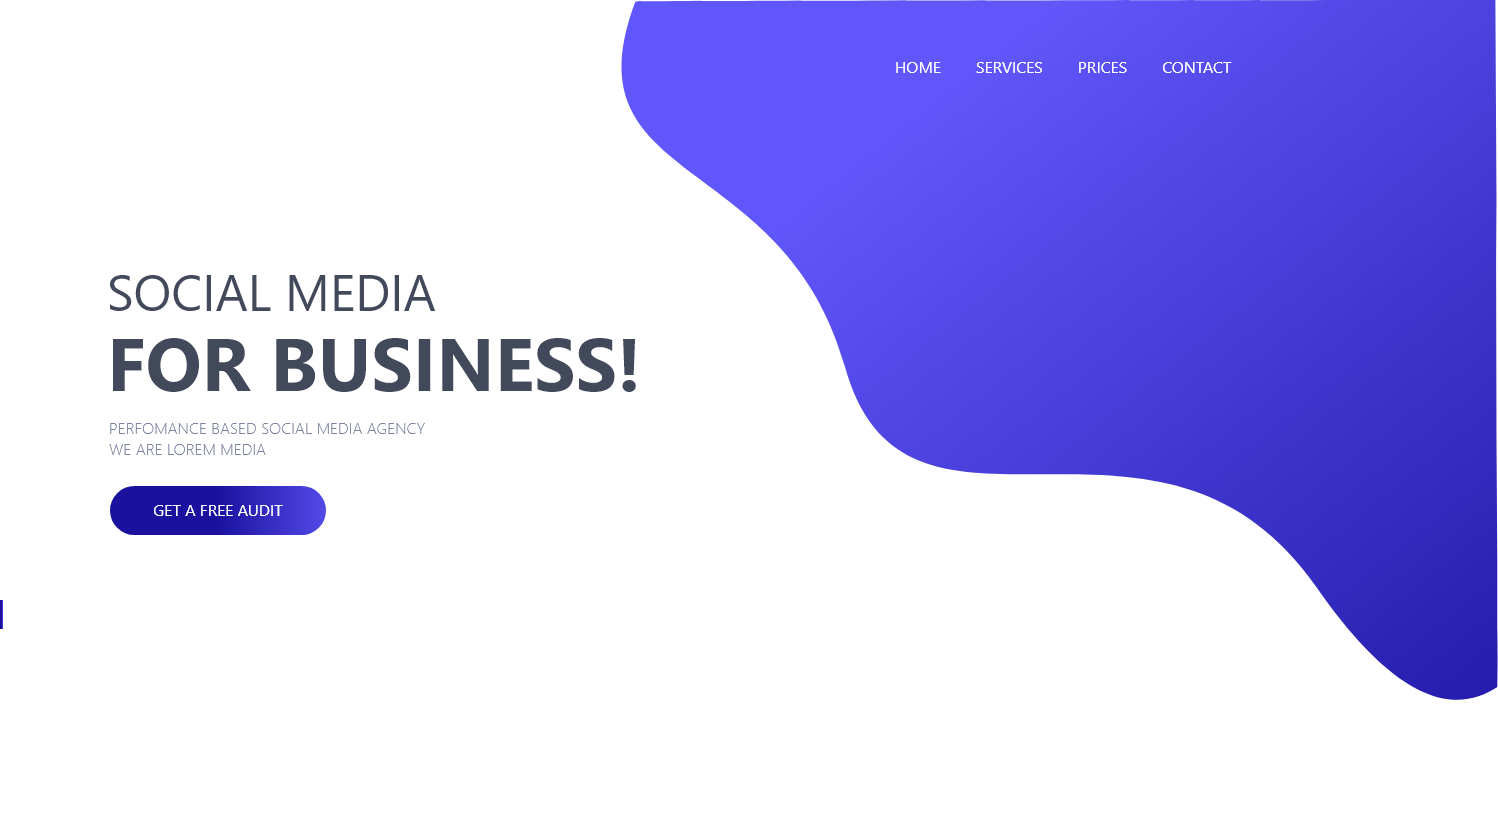 HOME SERVICES PRICES CONTACT
SOCIAL MEDIA
FOR BUSINESS!
PERFOMANCE BASED SOCIAL MEDIA AGENCY
WE ARE LOREM MEDIA
GET A FREE AUDIT